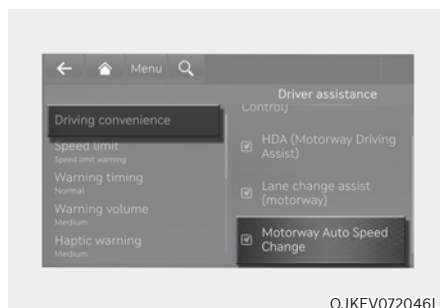 Menu
Driver assistance
Driving convenience
Speed limit
Speed limit warning
Warning timing
Normal
Warning volume
Medium
Haptic warning
Medium
Control)
HDA (Motorway Driving
Assist)
Lane change assist
(motorway)
Motorway Auto Speed
Change
OJKEV072046L